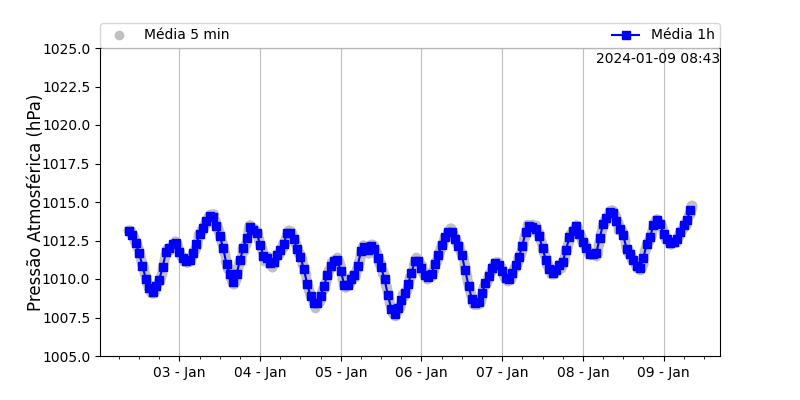 Média 5 min
Média 1h
2024-01-09 08:43
Pressão Atmosférica (hPa)
1025.0
1022.5
1020.0
1017.5
1015.0
1012.5
1010.0
1007.5
1005.0
03 - Jan
04 - Jan
05 - Jan
06 - Jan
07 - Jan
08 - Jan
09 - Jan